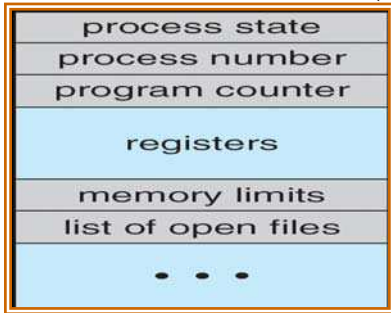 process state
process number
program counter
registers
memory limits
list of open files
• • •